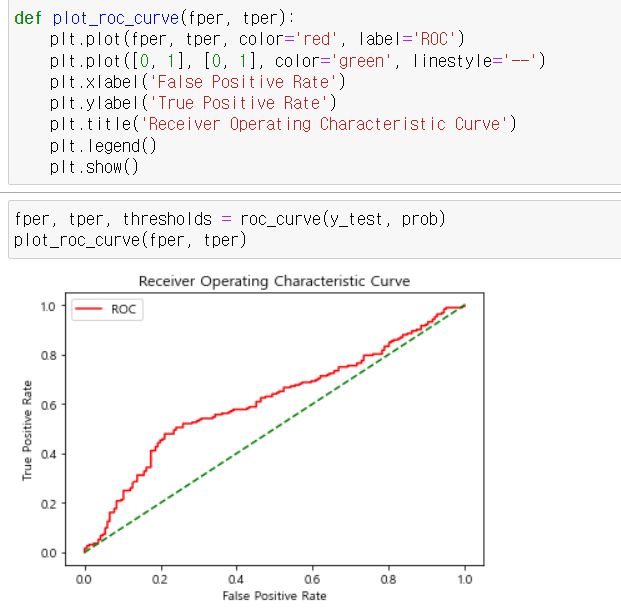 def plot_roc_curve(fper, tper):
    plt.plot(fper, tper, color='red', label='ROC')
    plt.plot([0, 1], [0, 1], color='green', linestyle='--')
    plt.xlabel('False Positive Rate')
    plt.ylabel('True Positive Rate')
    plt.title('Receiver Operating Characteristic Curve')
    plt.legend()
    plt.show()
fper, tper, thresholds = roc_curve(y_test, prob)
plot_roc_curve(fper, tper)
Receiver Operating Characteristic Curve
ROC
1.0
0.8
0.6
0.4
0.2
0.0
True Positive Rate
0.0 0.2 0.4 0.6 0.8 1.0
False Positive Rate